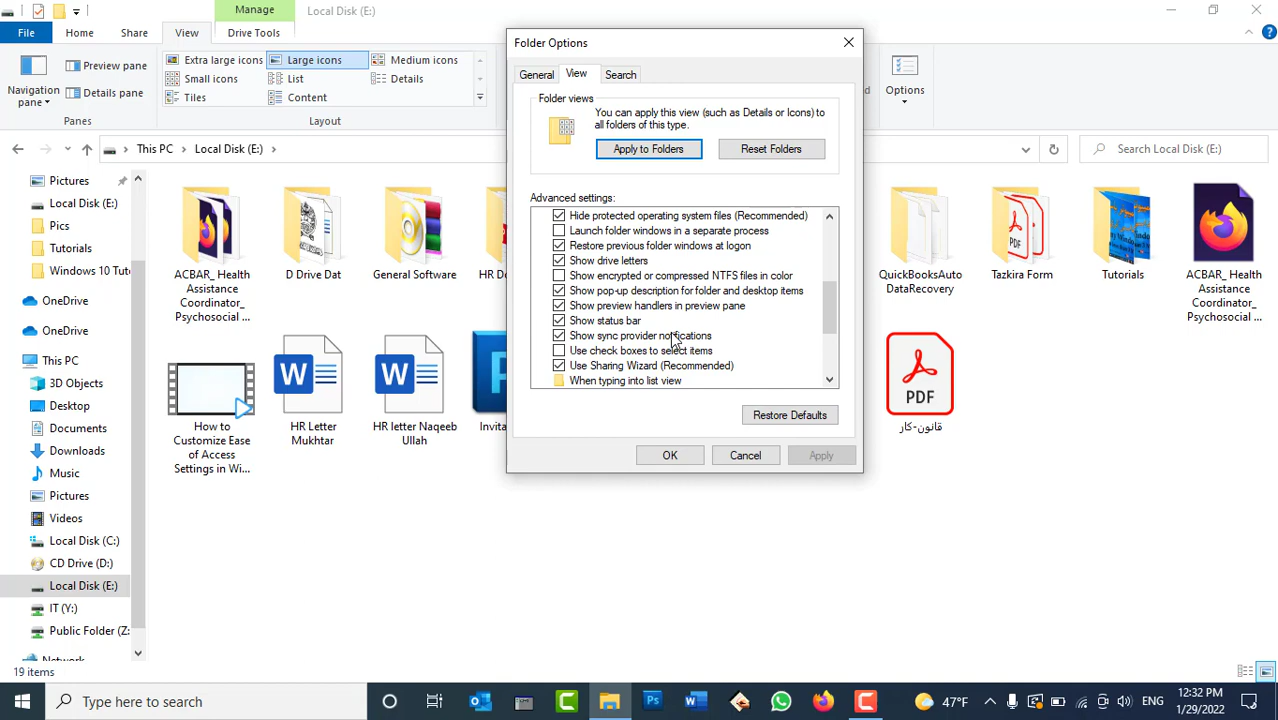 Manage
Local Disk (E:)
File
Home
Share
View
Drive Tools
Navigation
pane
Preview pane
Details pane
Panes
Extra large icons
Large icons
Medium icons
Small icons
List
Details
Tiles
Content
Layout
Options
This PC
Local Disk (E:)
Search Local Disk (E:)
Pictures
Local Disk (E:)
Pics
Tutorials
Windows 10 Tut
OneDrive
OneDrive
This PC
3D Objects
Desktop
Documents
Downloads
Music
Pictures
Videos
Local Disk (C:)
CD Drive (D:)
Local Disk (E:)
IT (Y:)
Public Folder (Z:
Network
ACBAR_ Health
Assistance
Coordinator_
Psychosocial...
D Drive Dat
General Software
HR Do
QuickBooksAuto
DataRecovery
PDF
Tazkira Form
Tutorials
ACBAR_ Health
Assistance
Coordinator_
Psychosocial...
How to
Customize Ease
of Access
Settings in Wi...
W
HR Letter
Mukhtar
W
HR letter Naqeeb
Ullah
Invita
PDF
قانون-کار
Folder Options
General
View
Search
Folder views
You can apply this view (such as Details or Icons) to
all folders of this type.
Apply to Folders
Reset Folders
Advanced settings:
Hide protected operating system files (Recommended)
Launch folder windows in a separate process
Restore previous folder windows at logon
Show drive letters
Show encrypted or compressed NTFS files in color
Show pop-up description for folder and desktop items
Show preview handlers in preview pane
Show status bar
Show sync provider notifications
Use check boxes to select items
Use Sharing Wizard (Recommended)
When typing into list view
Restore Defaults
OK
Cancel
Apply
19 items
Type here to search
Ps
W
C
47°F
ENG
12:32 PM
1/29/2022